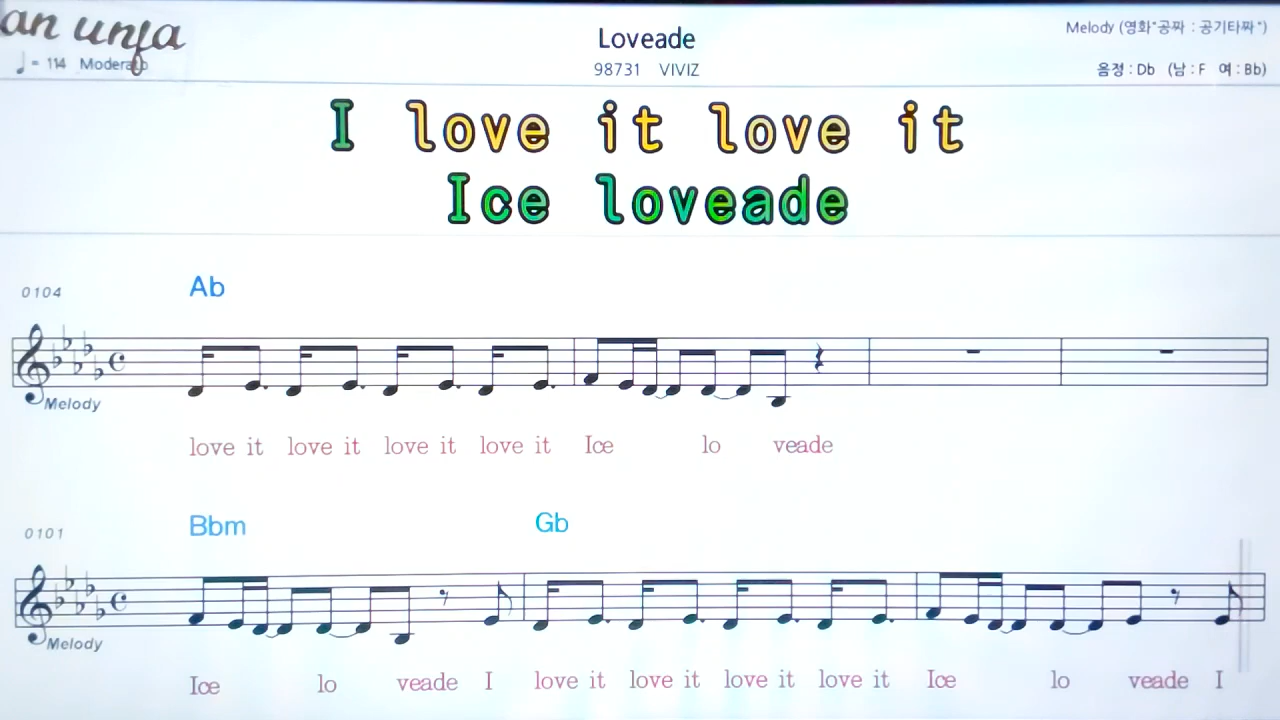 an unfa
Loveade
Melody (영화"공짜 : 공기타짜")
♩= 114 Moderato
98731 VIVIZ
음정 : Db (남 : F 여 : Bb)
I love it love it
Ice loveade
0104
Ab
Melody
love it love it love it love it Ice lo veade
0101
Bbm Gb
Melody
Ice lo veade I love it love it love it love it Ice lo veade I